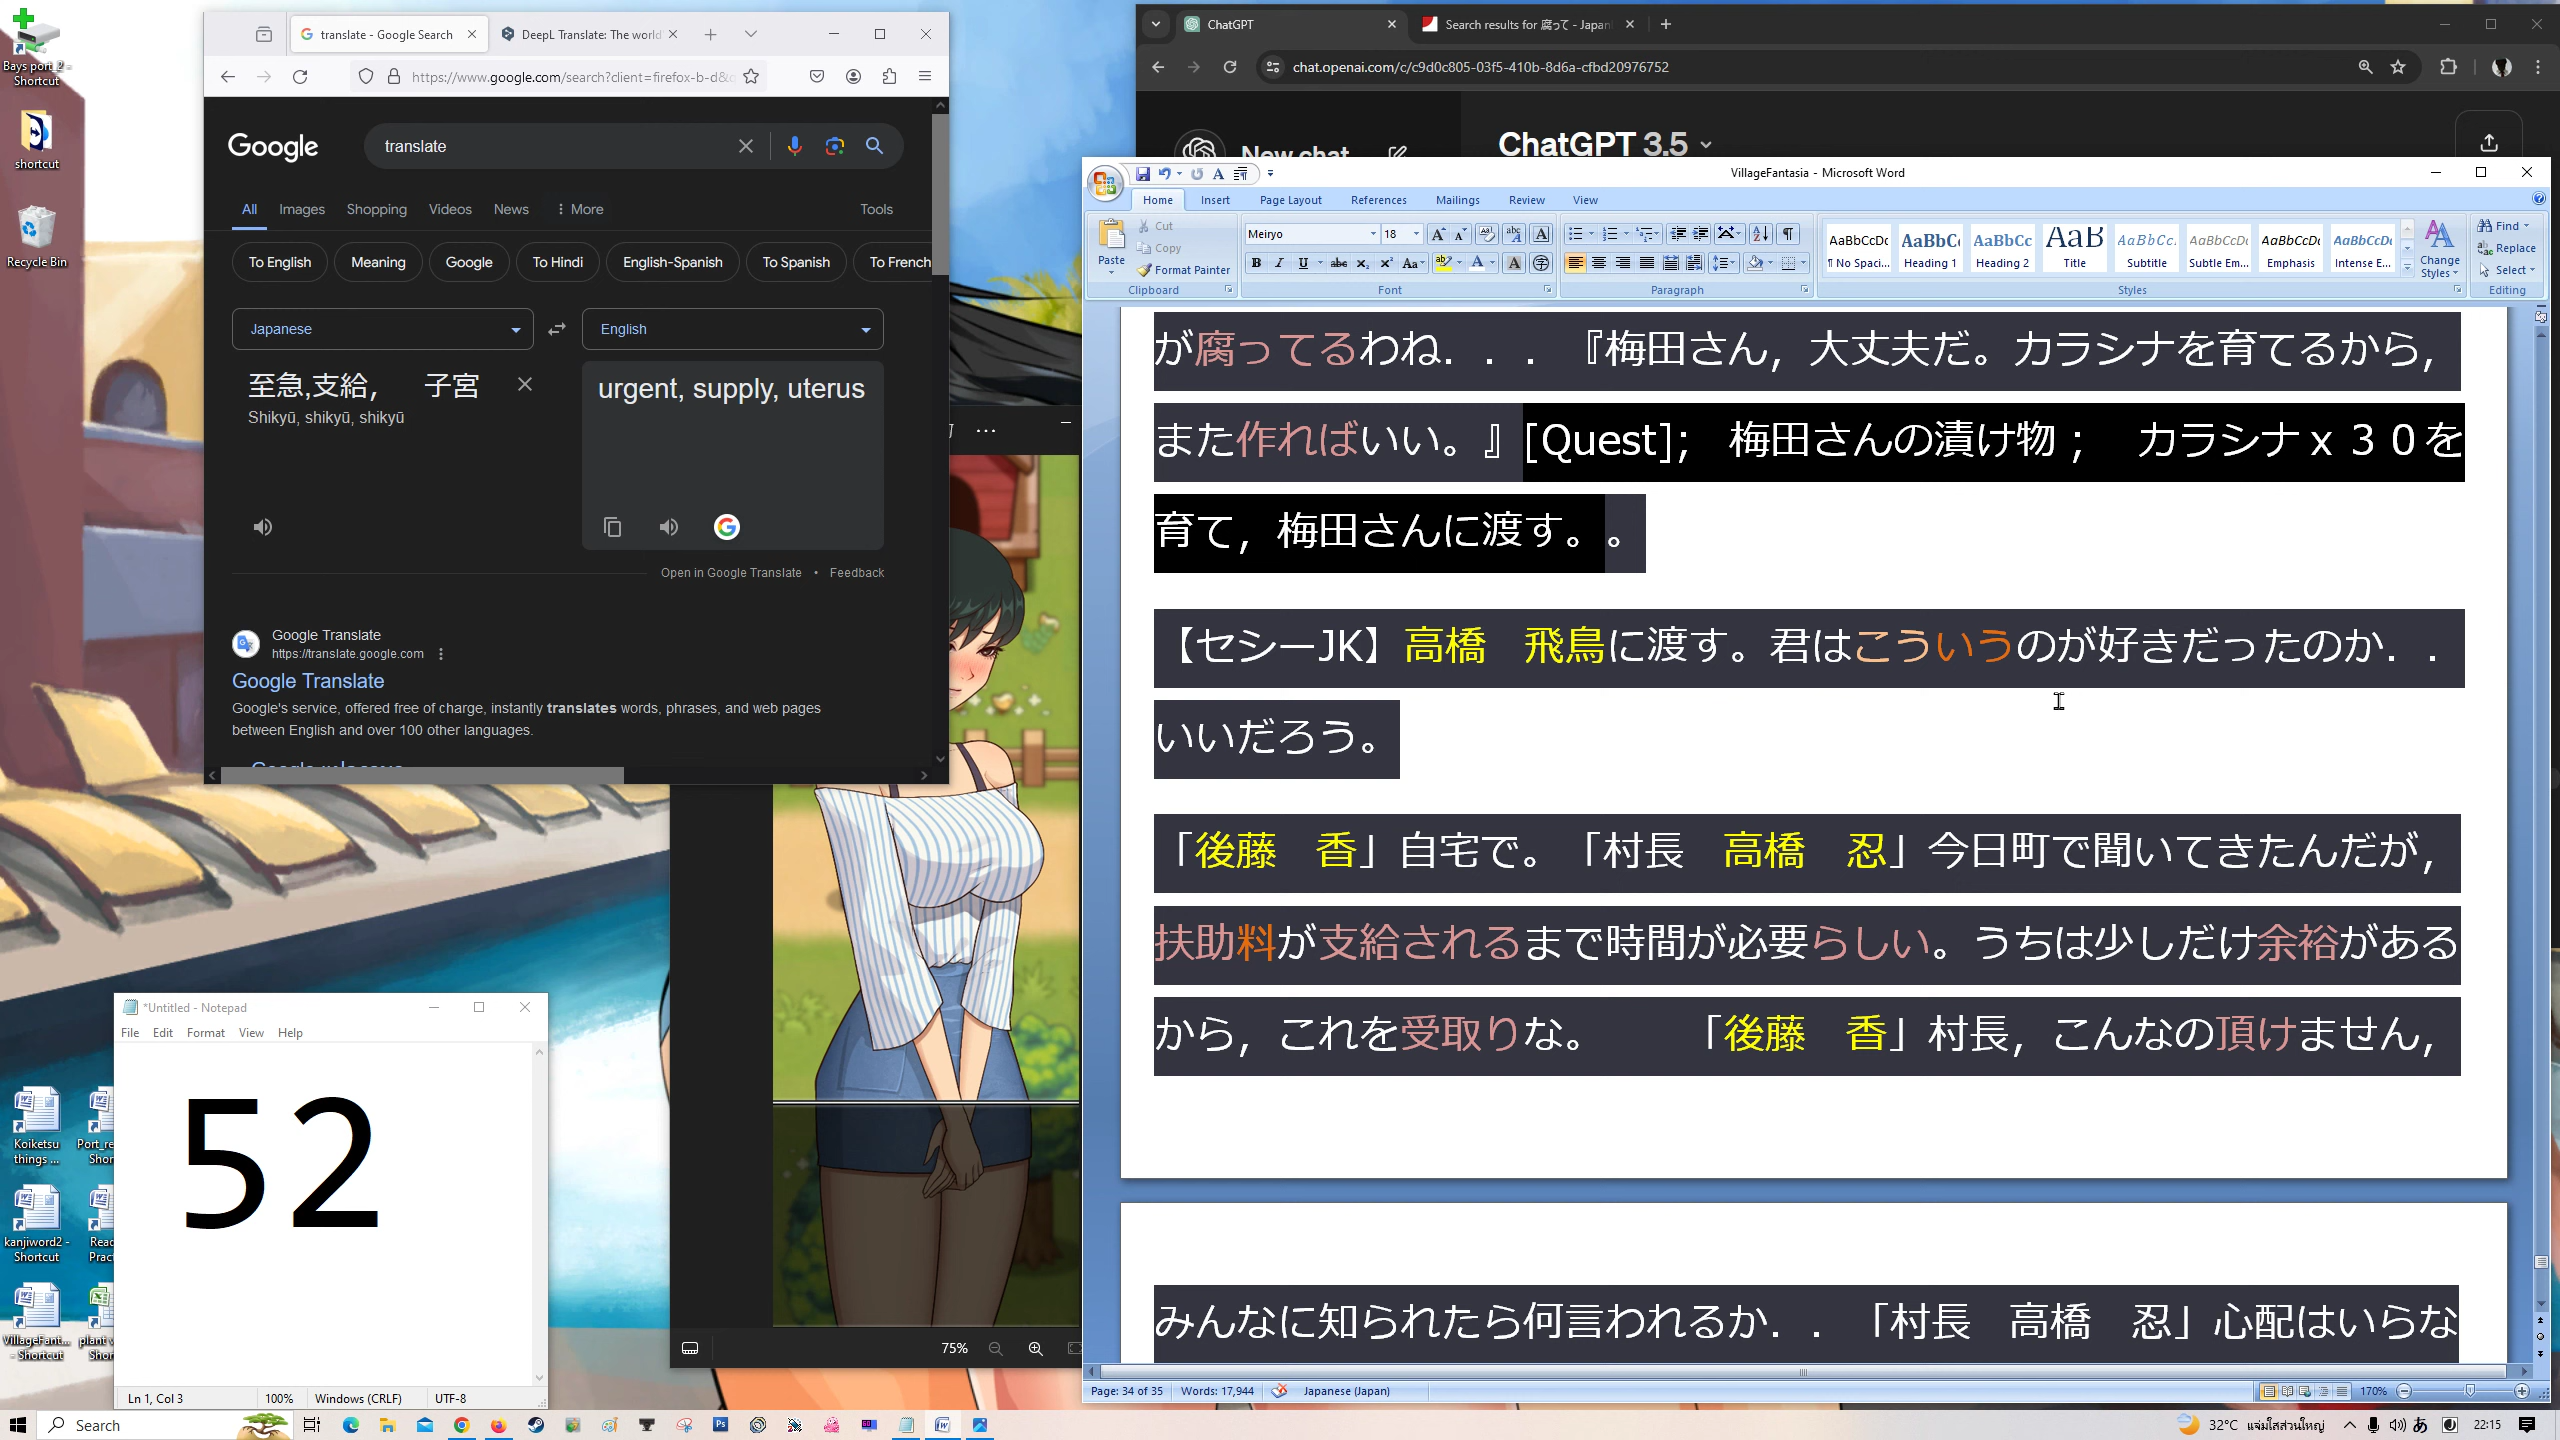 Bays port_2 - Shortcut
shortcut
Recycle Bin
translate - Google Search
DeepL Translate: The world'
https://www.google.com/search?client=firefox-b-d&
Google
translate
All Images Shopping Videos News More Tools
To English Meaning Google To Hindi English-Spanish To Spanish To French
Japanese
English
至急,支給， 子宮
Shikyū, shikyū, shikyū
urgent, supply, uterus
Open in Google Translate • Feedback
Google Translate
https://translate.google.com
Google Translate
Google's service, offered free of charge, instantly translates words, phrases, and web pages
between English and over 100 other languages.
*Untitled - Notepad
File Edit Format View Help
52
Ln 1, Col 3 100% Windows (CRLF) UTF-8
Koiketsu things ...
kanjiword2 - Shortcut
VillageFant... - Shortcut
75%
ChatGPT
Search results for 腐って - Japan
chat.openai.com/c/c9d0c805-03f5-410b-8d6a-cfbd20976752
New chat
ChatGPT 3.5
VillageFantasia - Microsoft Word
Home Insert Page Layout References Mailings Review View
Paste
Cut
Copy
Format Painter
Clipboard
Meiryo 18
Font
Paragraph
AaBbCcDc AaBbC AaBbCc AaB AaBbCc. AaBbCcDc AaBbCcDc AaBbCcDc
¶ No Spaci... Heading 1 Heading 2 Title Subtitle Subtle Em... Emphasis Intense E...
Change Styles
Styles
Find
Replace
Select
Editing
が腐ってるわね．．．『梅田さん，大丈夫だ。カラシナを育てるから，
また作ればいい。』[Quest]; 梅田さんの漬け物； カラシナｘ３０を
育て，梅田さんに渡す。。
【セシーJK】高橋　飛鳥に渡す。君はこういうのが好きだったのか．．
いいだろう。
「後藤　香」自宅で。「村長　高橋　忍」今日町で聞いてきたんだが，
扶助料が支給されるまで時間が必要らしい。うちは少しだけ余裕がある
から，これを受取りな。　　「後藤　香」村長，こんなの頂けません，
みんなに知られたら何言われるか．．「村長　高橋　忍」心配はいらな
Page: 34 of 35 Words: 17,944 Japanese (Japan) 170%
Search
32°C แจ่มใสส่วนใหญ่ あ 22:15